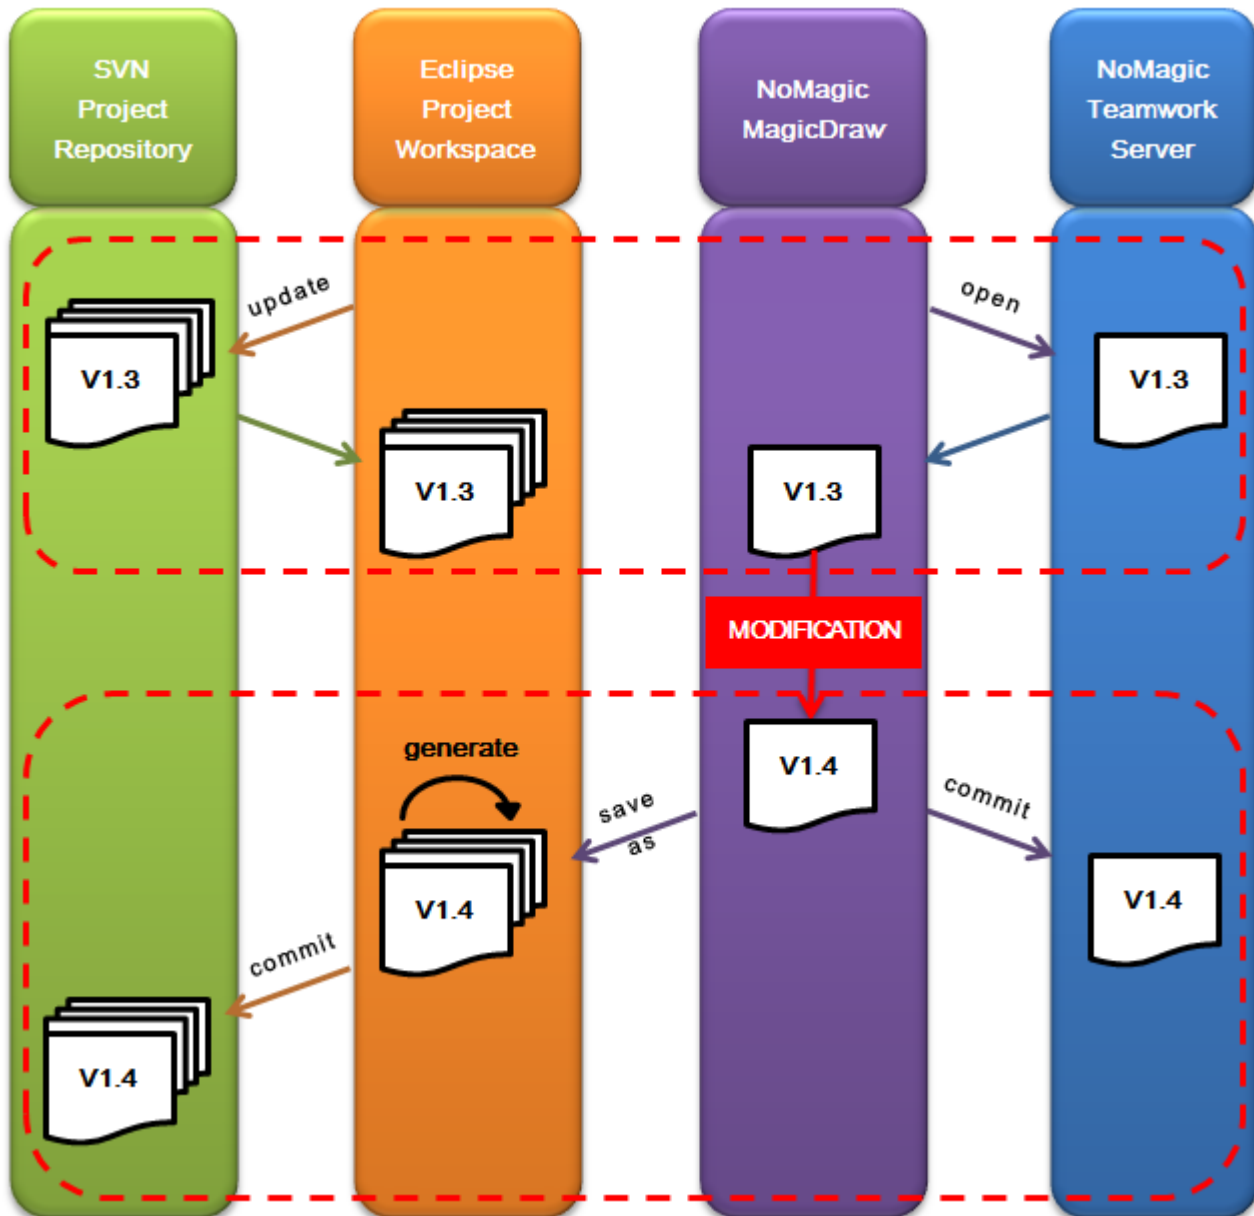 SVN
Project
Repository
Eclipse
Project
Workspace
NoMagic
MagicDraw
NoMagic
Teamwork
Server
update
open
V1.3
V1.3
V1.3
V1.3
MODIFICATION
generate
V1.4
save
as
commit
V1.4
V1.4
commit
V1.4